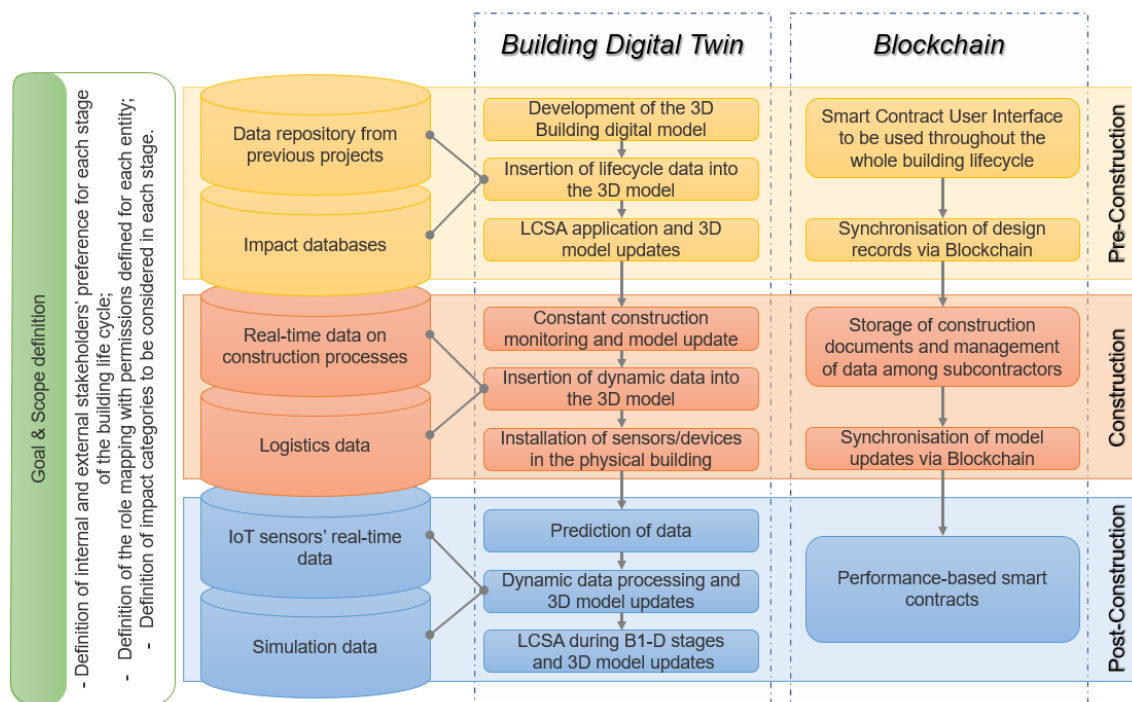 Building Digital Twin
Blockchain
Goal & Scope definition
- Definition of internal and external stakeholders' preference for each stage
of the building life cycle;
- Definition of the role mapping with permissions defined for each entity;
- Definition of impact categories to be considered in each stage.
Data repository from
previous projects
Impact databases
Development of the 3D
Building digital model
Insertion of lifecycle data into
the 3D model
LCSA application and 3D
model updates
Smart Contract User Interface
to be used throughout the
whole building lifecycle
Synchronisation of design
records via Blockchain
Pre-Construction
Real-time data on
construction processes
Logistics data
Constant construction
monitoring and model update
Insertion of dynamic data into
the 3D model
Installation of sensors/devices
in the physical building
Storage of construction
documents and management
of data among subcontractors
Synchronisation of model
updates via Blockchain
Construction
IoT sensors' real-time
data
Simulation data
Prediction of data
Dynamic data processing and
3D model updates
LCSA during B1-D stages
and 3D model updates
Performance-based smart
contracts
Post-Construction